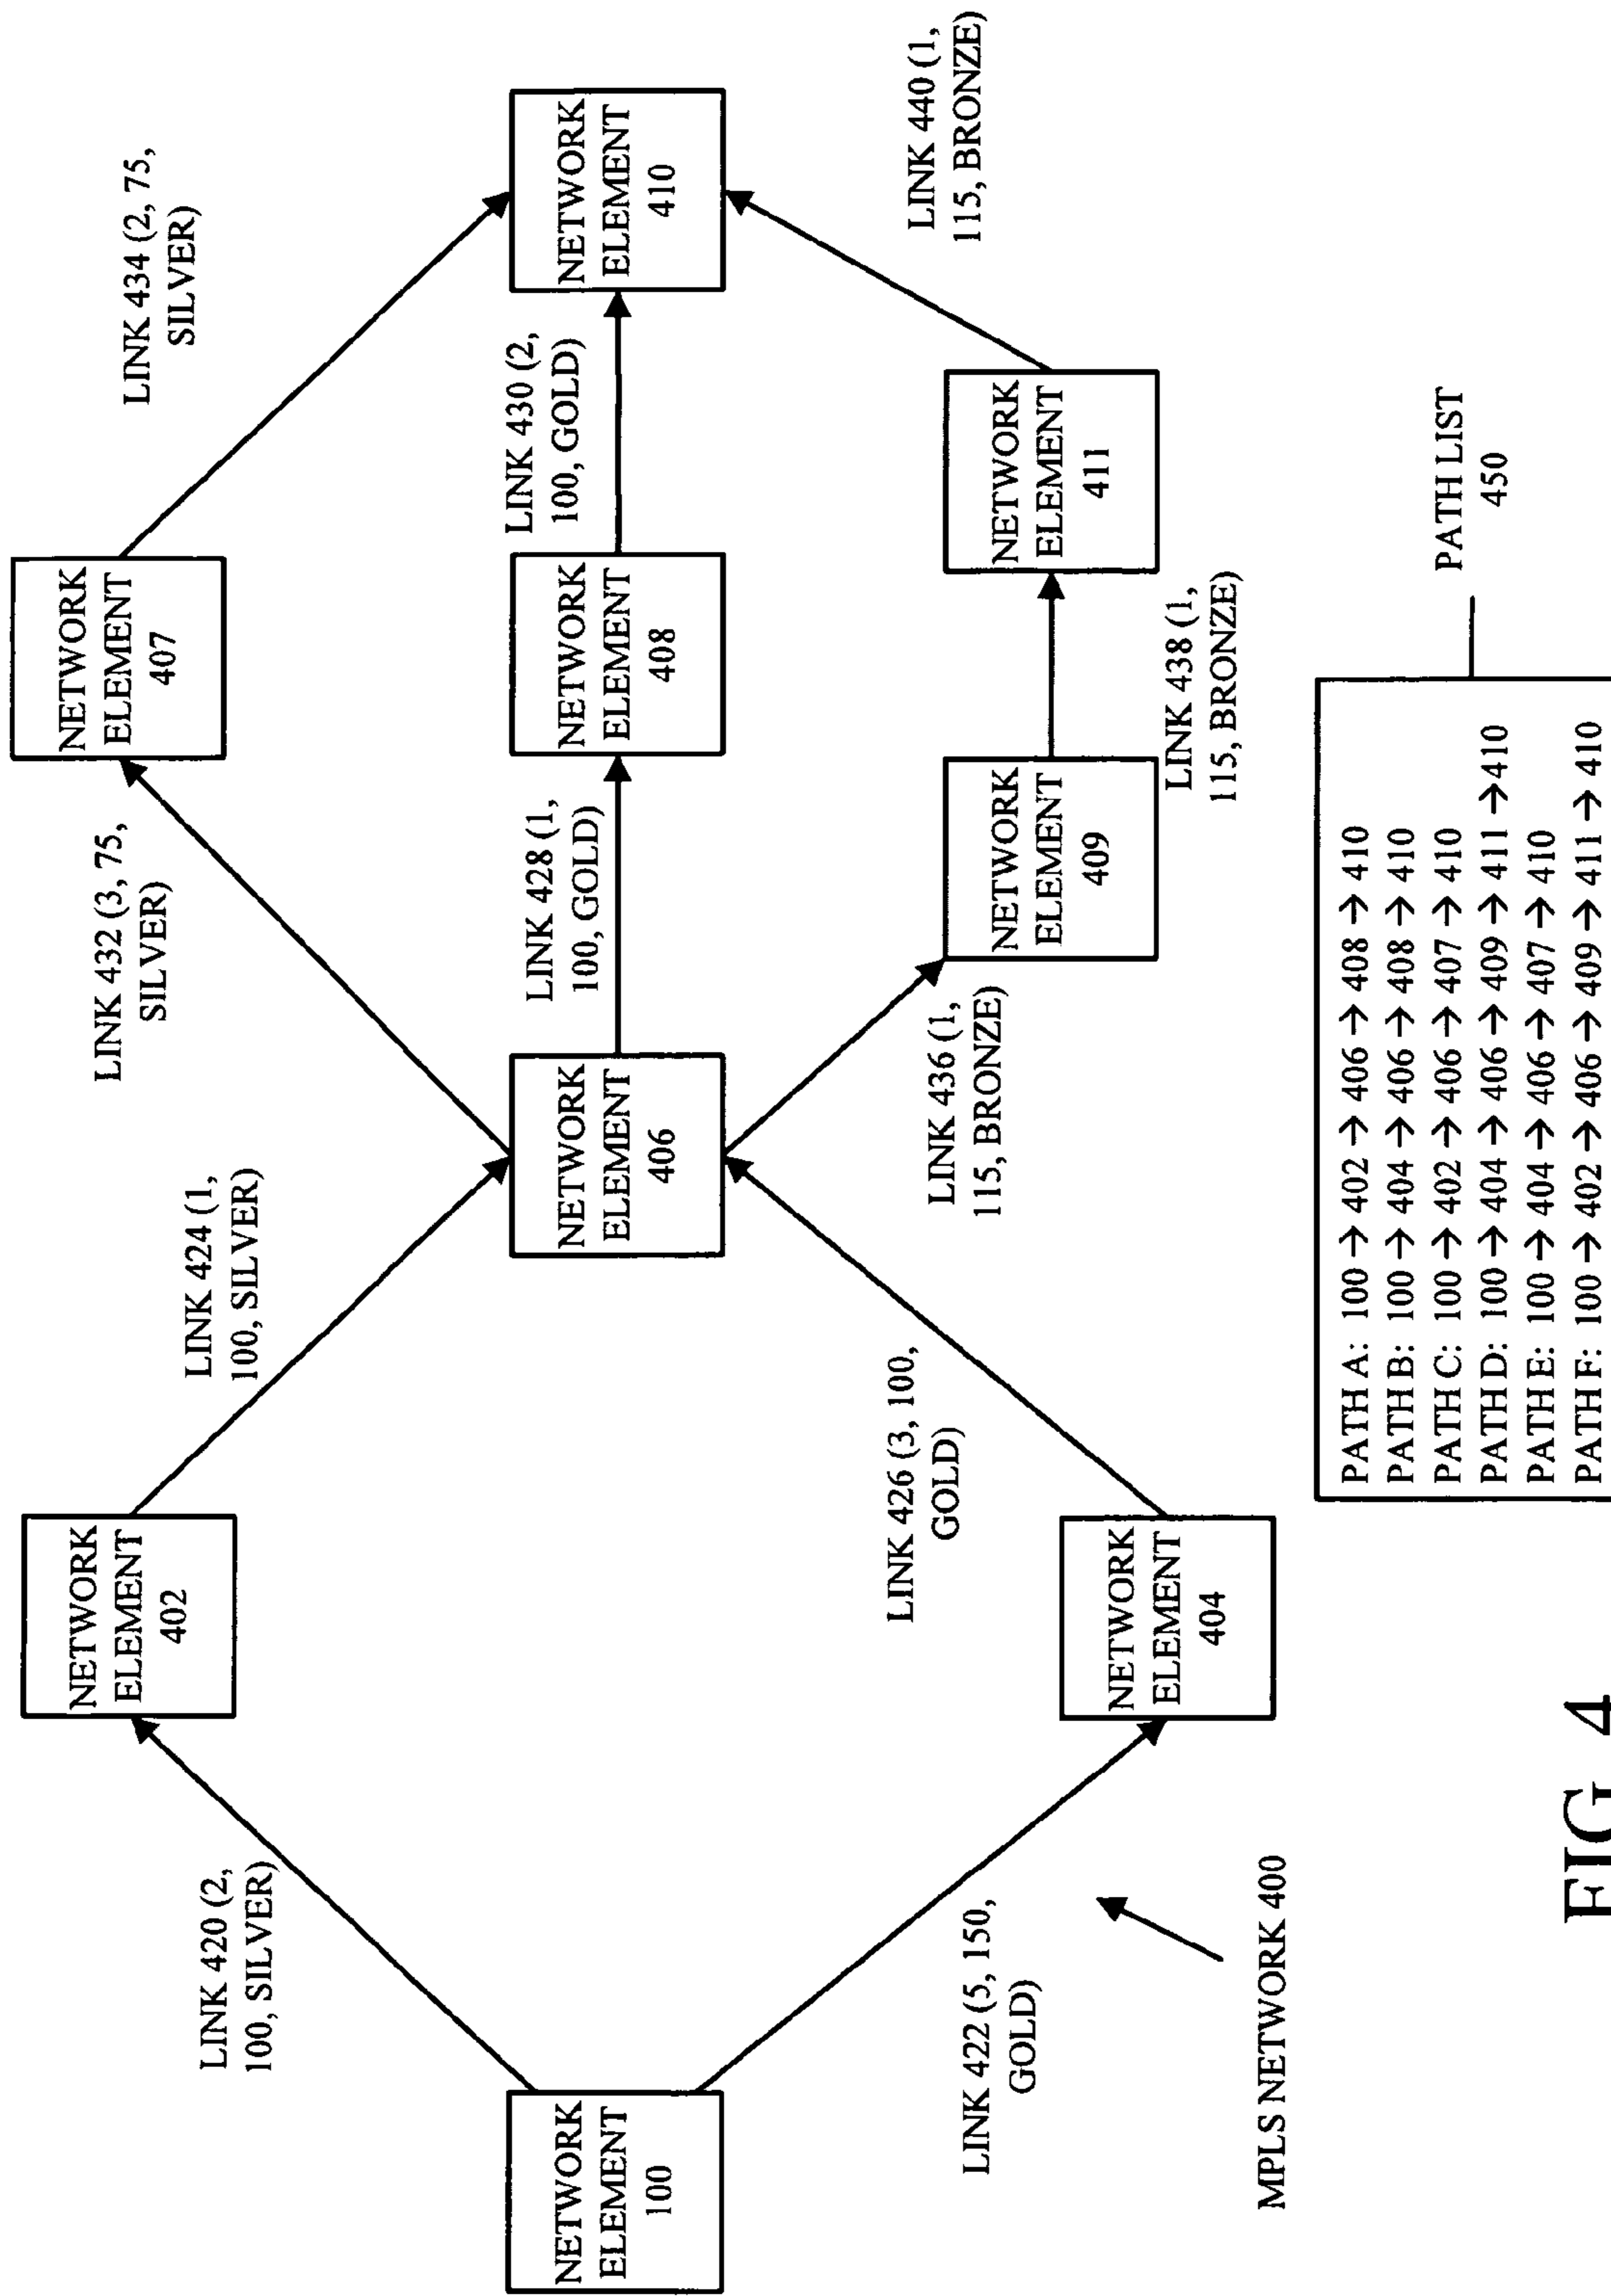 NETWORK
ELEMENT
100
LINK 420 (2,
100, SILVER)
LINK 422 (5, 150,
GOLD)
MPLS NETWORK 400
NETWORK
ELEMENT
402
NETWORK
ELEMENT
404
LINK 424 (1,
100, SILVER)
LINK 426 (3, 100,
GOLD)
NETWORK
ELEMENT
406
LINK 432 (3, 75,
SILVER)
LINK 428 (1,
100, GOLD)
LINK 436 (1,
115, BRONZE)
NETWORK
ELEMENT
407
NETWORK
ELEMENT
408
NETWORK
ELEMENT
409
LINK 438 (1,
115, BRONZE)
NETWORK
ELEMENT
411
LINK 434 (2, 75,
SILVER)
LINK 430 (2,
100, GOLD)
LINK 440 (1,
115, BRONZE)
NETWORK
ELEMENT
410
PATH A: 100 → 402 → 406 → 408 → 410
PATH B: 100 → 404 → 406 → 408 → 410
PATH C: 100 → 402 → 406 → 407 → 410
PATH D: 100 → 404 → 406 → 409 → 411 → 410
PATH E: 100 → 404 → 406 → 407 → 410
PATH F: 100 → 402 → 406 → 409 → 411 → 410
PATH LIST
450
FIG. 4